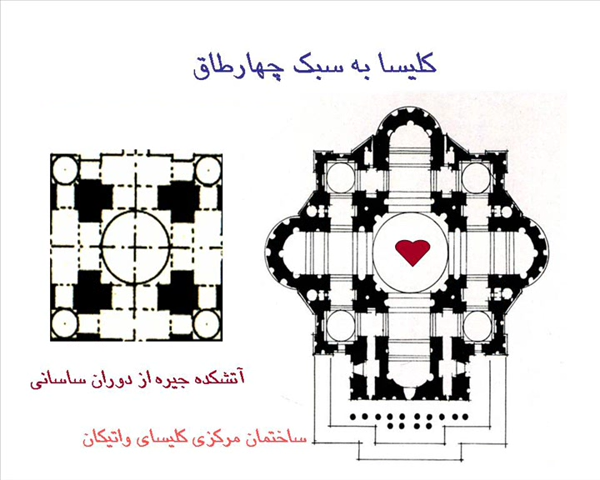 کلیسا به سبک چهارطاق
آتشکده جیره از دوران ساسانی
ساختمان مرکزی کلیسای واتیکان